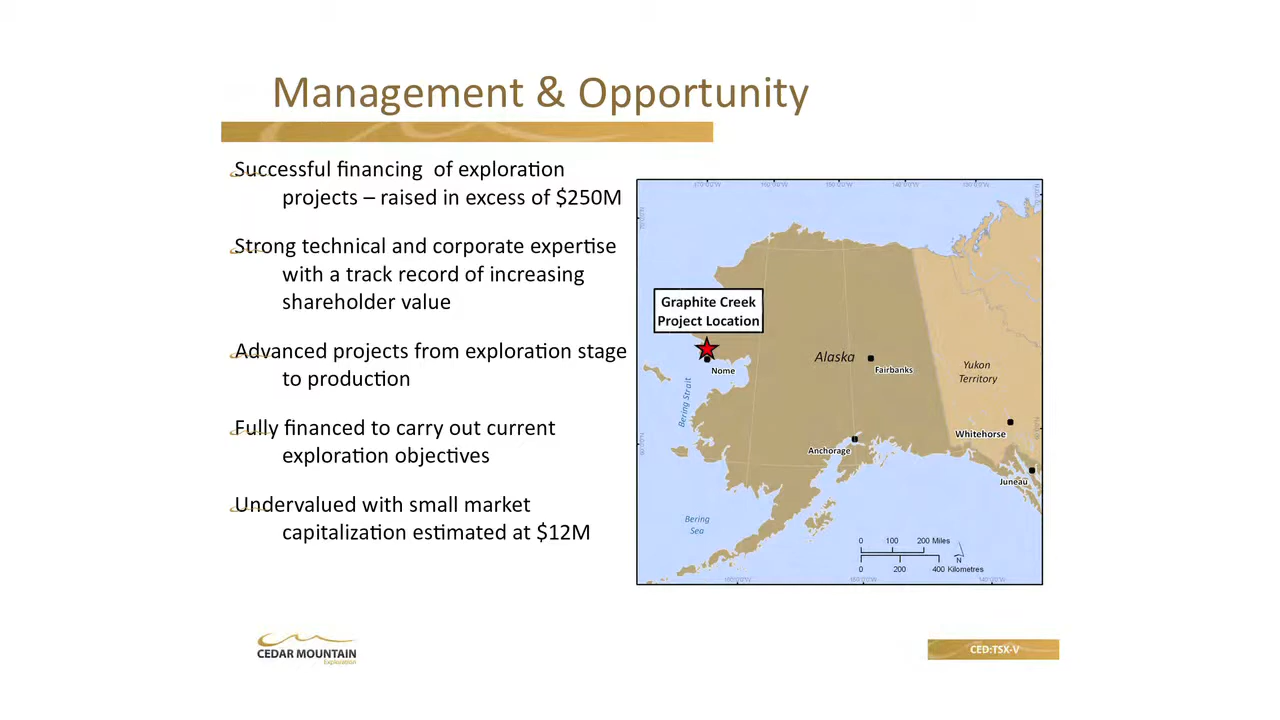 Management & Opportunity
Successful financing of exploration
projects – raised in excess of $250M
Strong technical and corporate expertise
with a track record of increasing
shareholder value
Advanced projects from exploration stage
to production
Fully financed to carry out current
exploration objectives
Undervalued with small market
capitalization estimated at $12M
Graphite Creek
Project Location
Nome
Alaska
Fairbanks
Yukon
Territory
Bering Strait
Whitehorse
Anchorage
Juneau
Bering
Sea
0 100 200 Miles
N
0 200 400 Kilometres
CEDAR MOUNTAIN
Exploration
CED:TSX-V